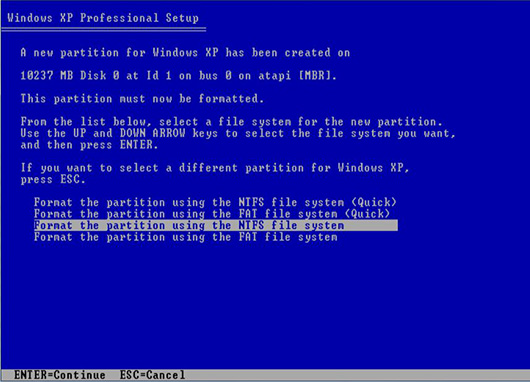 Windows XP Professional Setup
A new partition for Windows XP has been created on
10237 MB Disk 0 at Id 1 on bus 0 on atapi [MBR].
This partition must now be formatted.
From the list below, select a file system for the new partition.
Use the UP and DOWN ARROW keys to select the file system you want,
and then press ENTER.
If you want to select a different partition for Windows XP,
press ESC.
Format the partition using the NTFS file system (Quick)
Format the partition using the FAT file system (Quick)
Format the partition using the NTFS file system
Format the partition using the FAT file system
ENTER=Continue ESC=Cancel